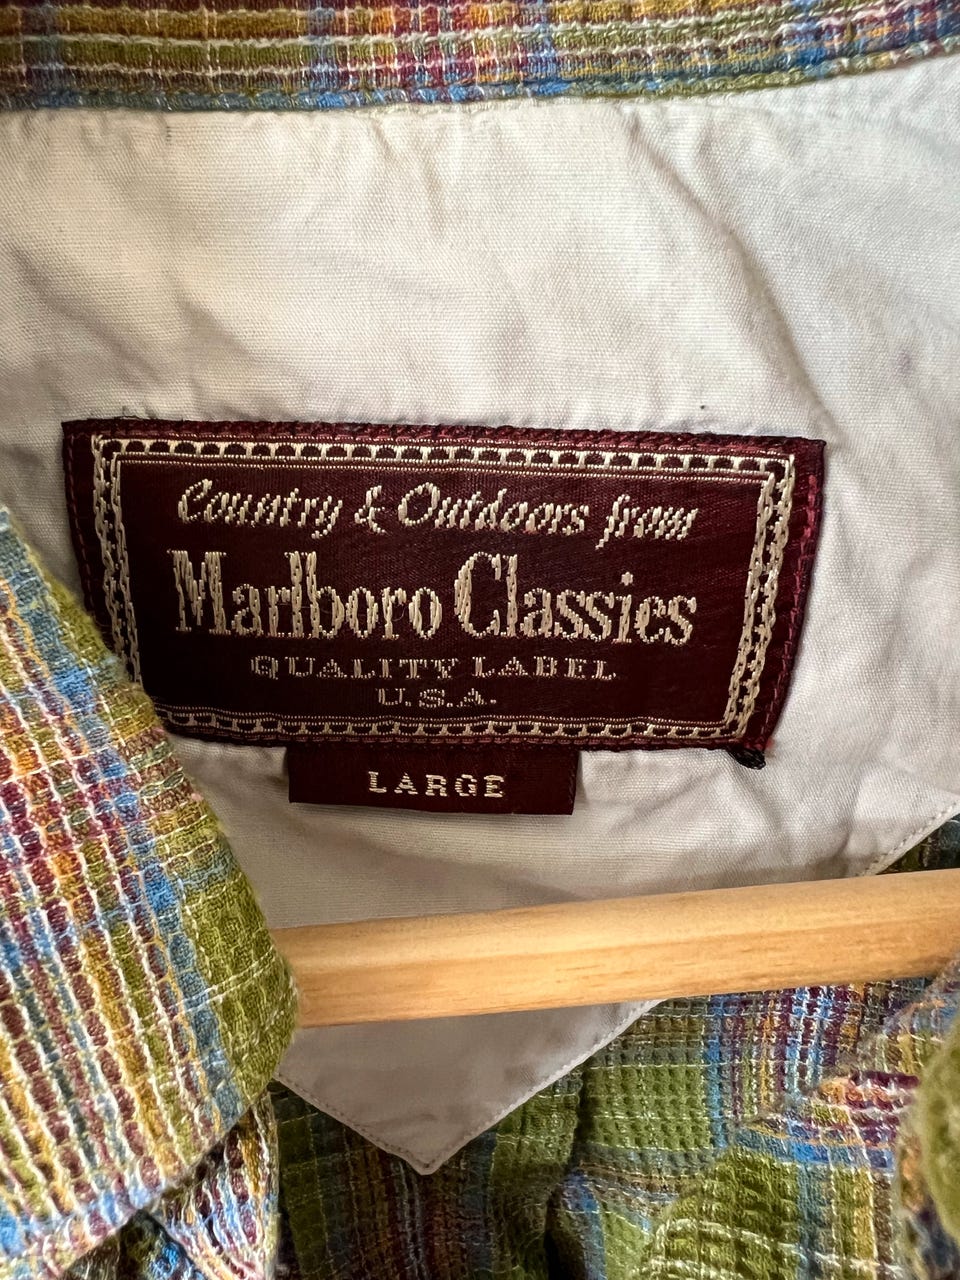 Country & Outdoors from
Marlboro Classics
QUALITY LABEL
U.S.A.
LARGE